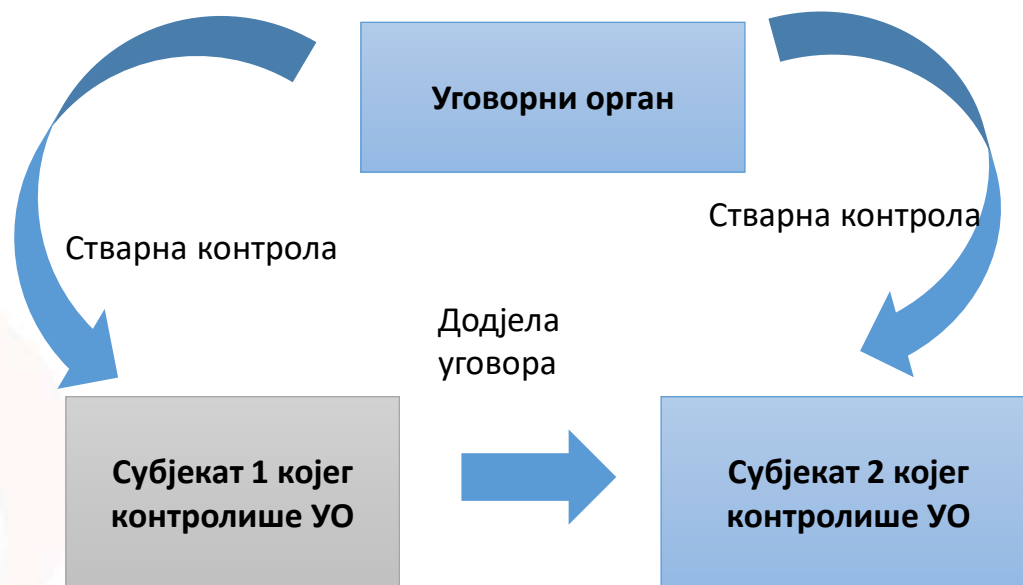 Уговорни орган
Стварна контрола
Стварна контрола
Додјела
уговора
Субјекат 1 којег
контролише УО
Субјекат 2 којег
контролише УО